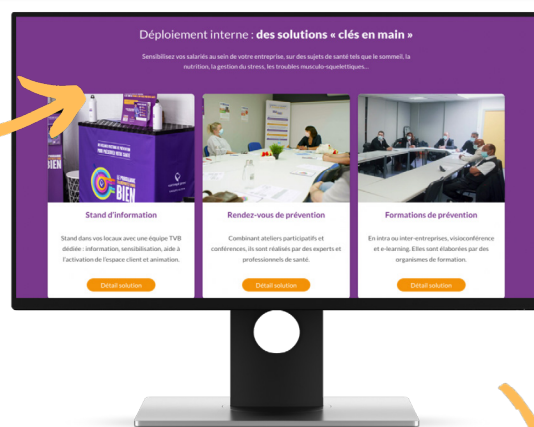 Déploiement interne : des solutions « clés en main »
Sensibilisez vos salariés au sein de votre entreprise, sur des sujets de santé tels que le sommeil, la
nutrition, la gestion du stress, les troubles musculo-squelettiques...
BIEN
Stand d'information
Stand dans vos locaux avec une équipe TVB
dédiée : information, sensibilisation, aide à
l'activation de l'espace client et animation.
Détail solution
Rendez-vous de prévention
Combinant ateliers participatifs et
conférences, ils sont réalisés par des experts et
professionnels de santé.
Détail solution
Formations de prévention
En intra ou inter-entreprises, visioconférence
et e-learning. Elles sont élaborées par des
organismes de formation.
Détail solution